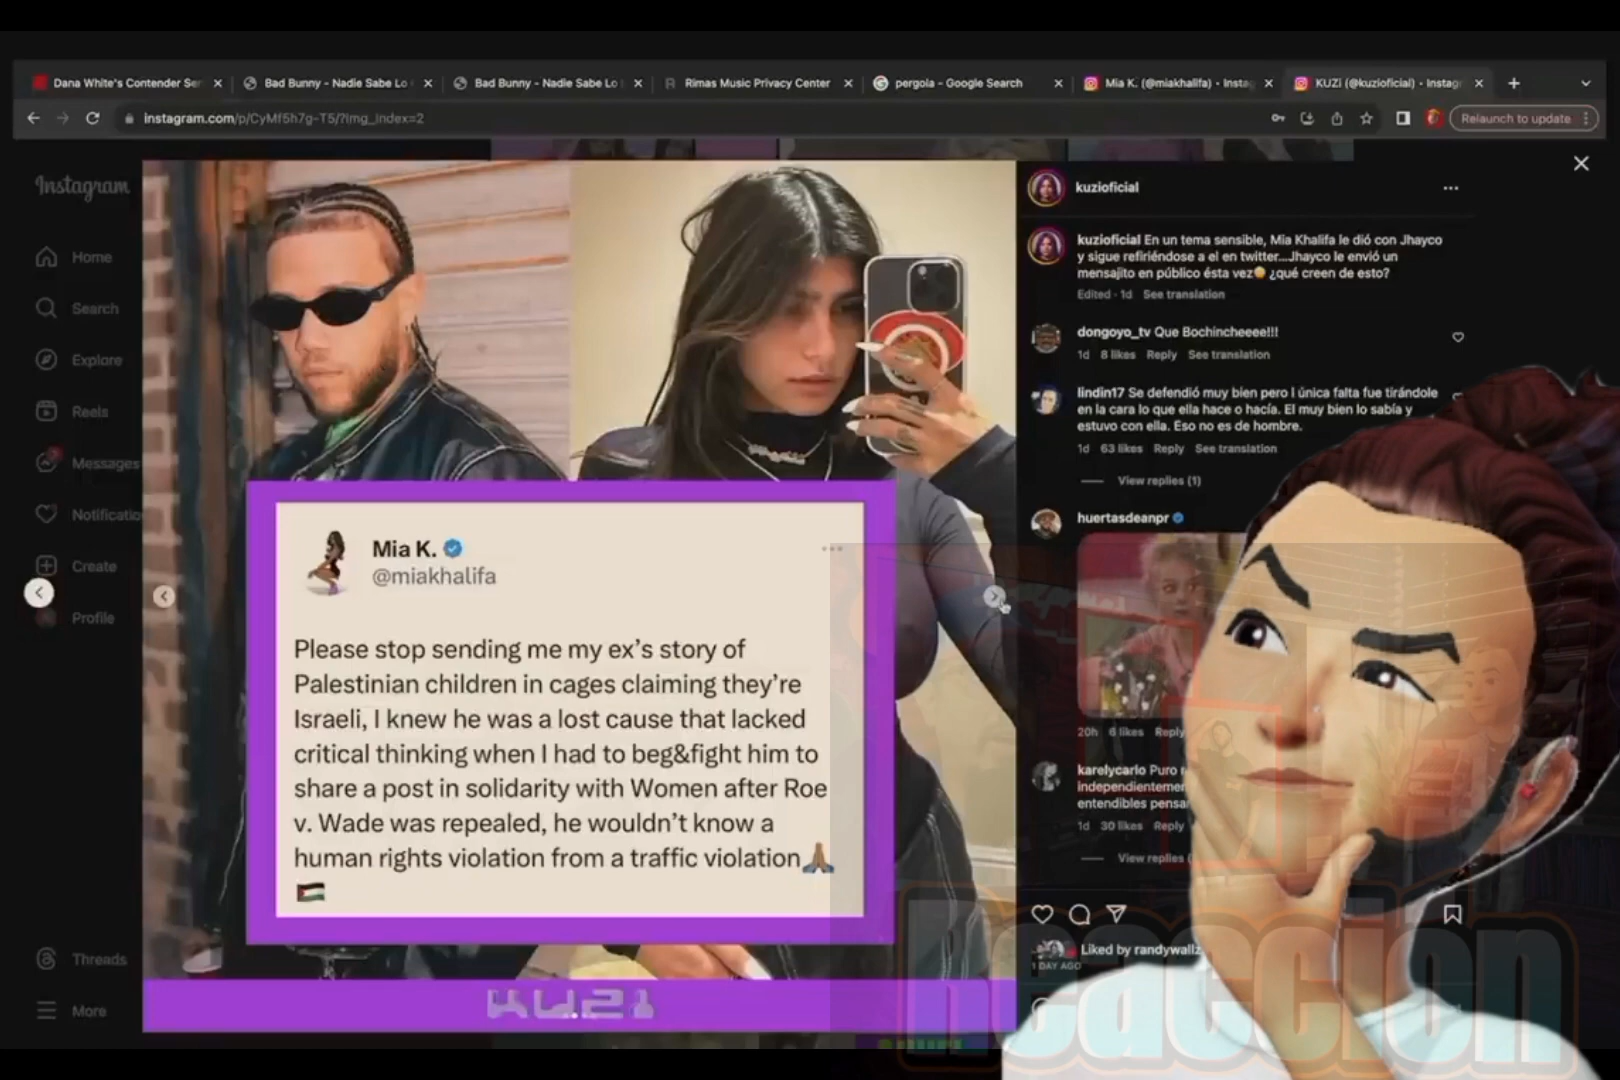 Dana White's Contender Ser
Bad Bunny - Nadie Sabe Lo
Bad Bunny - Nadie Sabe Lo
Rimas Music Privacy Center
pergola - Google Search
Mia K. (@miakhalifa) • Instag
KUZI (@kuzioficial) • Instagr
instagram.com/p/CyMf5h7g-T5/?img_index=2
Relaunch to update
Instagram
Home
Search
Explore
Reels
Messages
Notificatio
Create
Profile
Threads
More
Mia K.
@miakhalifa
Please stop sending me my ex's story of
Palestinian children in cages claiming they're
Israeli, I knew he was a lost cause that lacked
critical thinking when I had to beg&fight him to
share a post in solidarity with Women after Roe
v. Wade was repealed, he wouldn't know a
human rights violation from a traffic violation🙏🏽
🇵🇸
KUZI
kuzioficial
kuzioficial En un tema sensible, Mia Khalifa le dió con Jhayco
y sigue refiriéndose a el en twitter...Jhayco le envió un
mensajito en público ésta vez ¿qué creen de esto?
Edited · 1d See translation
dongoyo_tv Que Bochincheeee!!!
1d 8 likes Reply See translation
lindin17 Se defendió muy bien pero l única falta fue tirándole
en la cara lo que ella hace o hacía. El muy bien lo sabía y
estuvo con ella. Eso no es de hombre.
1d 63 likes Reply See translation
View replies (1)
huertasdeanpr
20h 6 likes Reply
karelycarlo Puro
independientemen
entendibles pensa
1d 30 likes Reply
View replies (
Liked by randywallz
1 DAY AGO
Reaccion